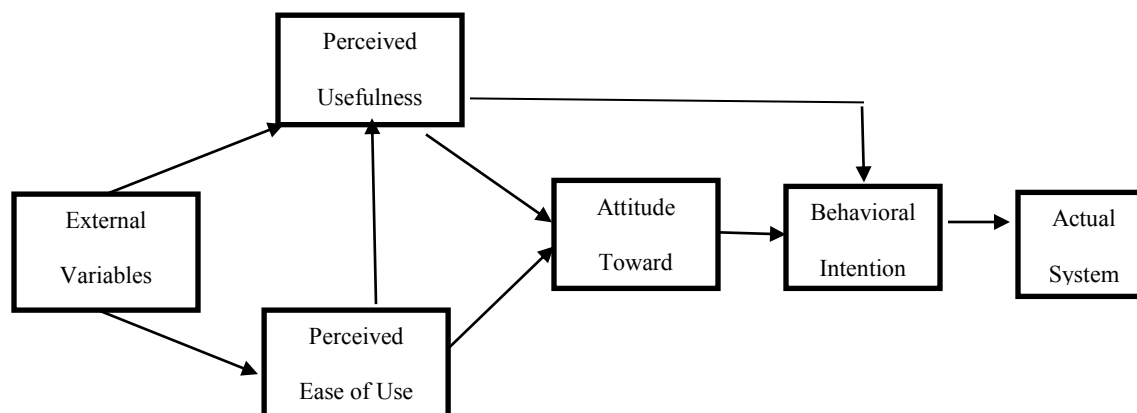 Perceived
Usefulness
External
Variables
Perceived
Ease of Use
Attitude
Toward
Behavioral
Intention
Actual
System